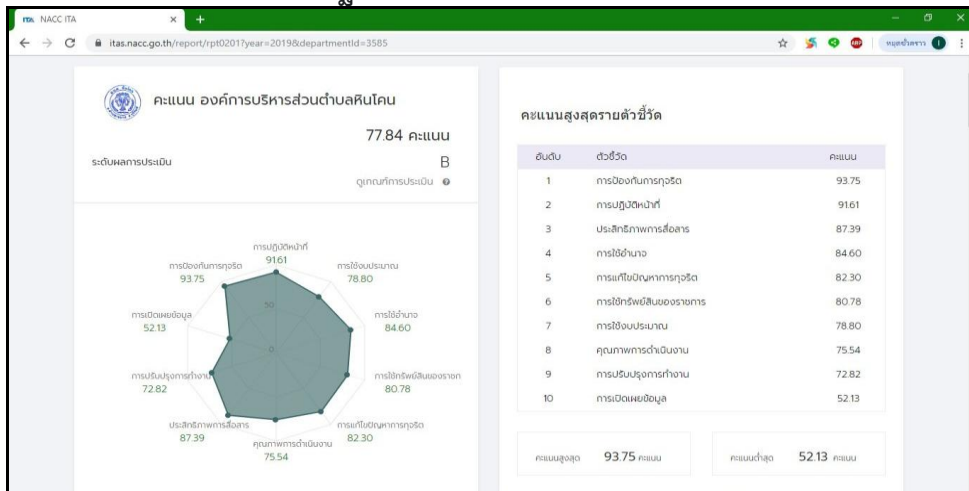 NACC ITA
itas.nacc.go.th/report/rpt0201?year=2019&departmentId=3585
ABP
หยุดชั่วคราว
คะแนน องค์การบริหารส่วนตำบลหินโคน
77.84 คะแนน
ระดับผลการประเมิน B
ดูเกณฑ์การประเมิน
การปฏิบัติหน้าที่
91.61
การใช้งบประมาณ
78.80
การใช้อำนาจ
84.60
การใช้ทรัพย์สินของราชก
80.78
การแก้ไขปัญหาการทุจริต
82.30
คุณภาพการดำเนินงาน
75.54
ประสิทธิภาพการสื่อสาร
87.39
การปรับปรุงการทำงาน
72.82
การเปิดเผยข้อมูล
52.13
การป้องกันการทุจริต
93.75
50
0
คะแนนสูงสุดรายตัวชี้วัด
อันดับ ตัวชี้วัด คะแนน
1 การป้องกันการทุจริต 93.75
2 การปฏิบัติหน้าที่ 91.61
3 ประสิทธิภาพการสื่อสาร 87.39
4 การใช้อำนาจ 84.60
5 การแก้ไขปัญหาการทุจริต 82.30
6 การใช้ทรัพย์สินของราชการ 80.78
7 การใช้งบประมาณ 78.80
8 คุณภาพการดำเนินงาน 75.54
9 การปรับปรุงการทำงาน 72.82
10 การเปิดเผยข้อมูล 52.13
คะแนนสูงสุด 93.75 คะแนน
คะแนนต่ำสุด 52.13 คะแนน